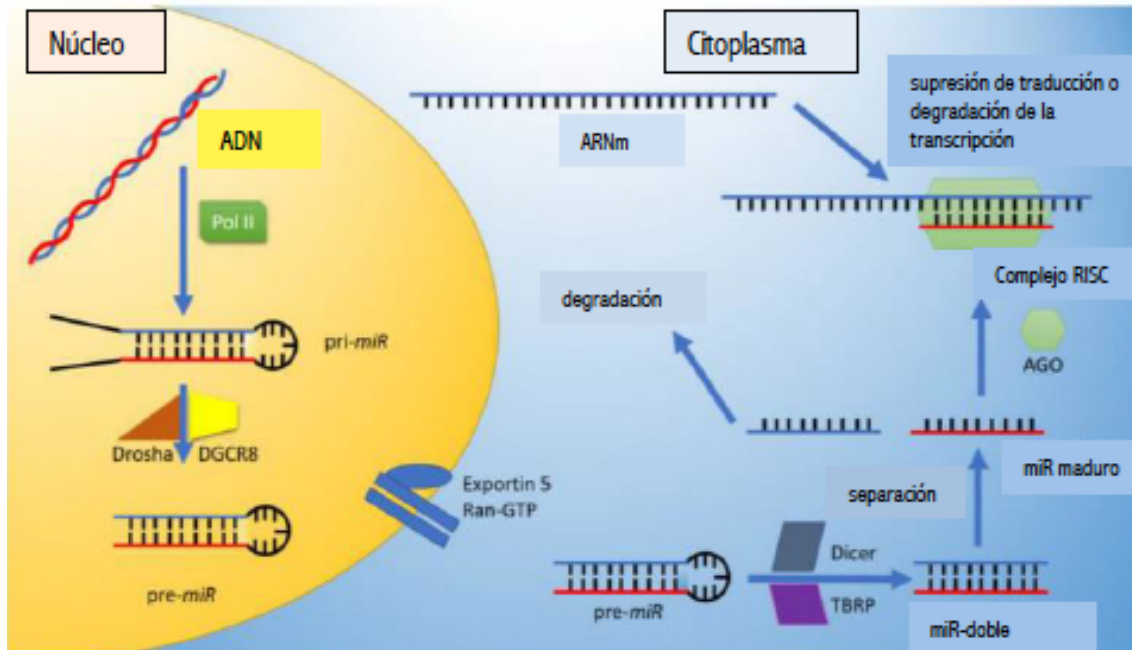 Núcleo
Citoplasma
ADN
Pol II
pri-miR
Drosha
DGCR8
pre-miR
Exportin 5
Ran-GTP
ARNm
supresión de traducción o
degradación de la
transcripción
Complejo RISC
degradación
AGO
miR maduro
separación
Dicer
TBRP
pre-miR
miR-doble